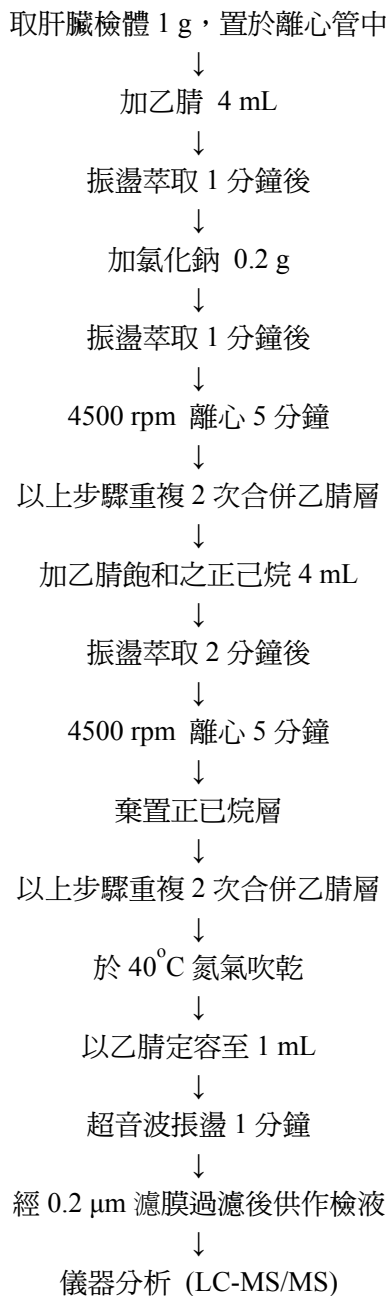 取肝臟檢體 1 g，置於離心管中
↓
加乙腈 4 mL
↓
振盪萃取 1 分鐘後
↓
加氯化鈉 0.2 g
↓
振盪萃取 1 分鐘後
↓
4500 rpm 離心 5 分鐘
↓
以上步驟重複 2 次合併乙腈層
↓
加乙腈飽和之正己烷 4 mL
↓
振盪萃取 2 分鐘後
↓
4500 rpm 離心 5 分鐘
↓
棄置正己烷層
↓
以上步驟重複 2 次合併乙腈層
↓
於 40°C 氮氣吹乾
↓
以乙腈定容至 1 mL
↓
超音波振盪 1 分鐘
↓
經 0.2 μm 濾膜過濾後供作檢液
↓
儀器分析 (LC-MS/MS)